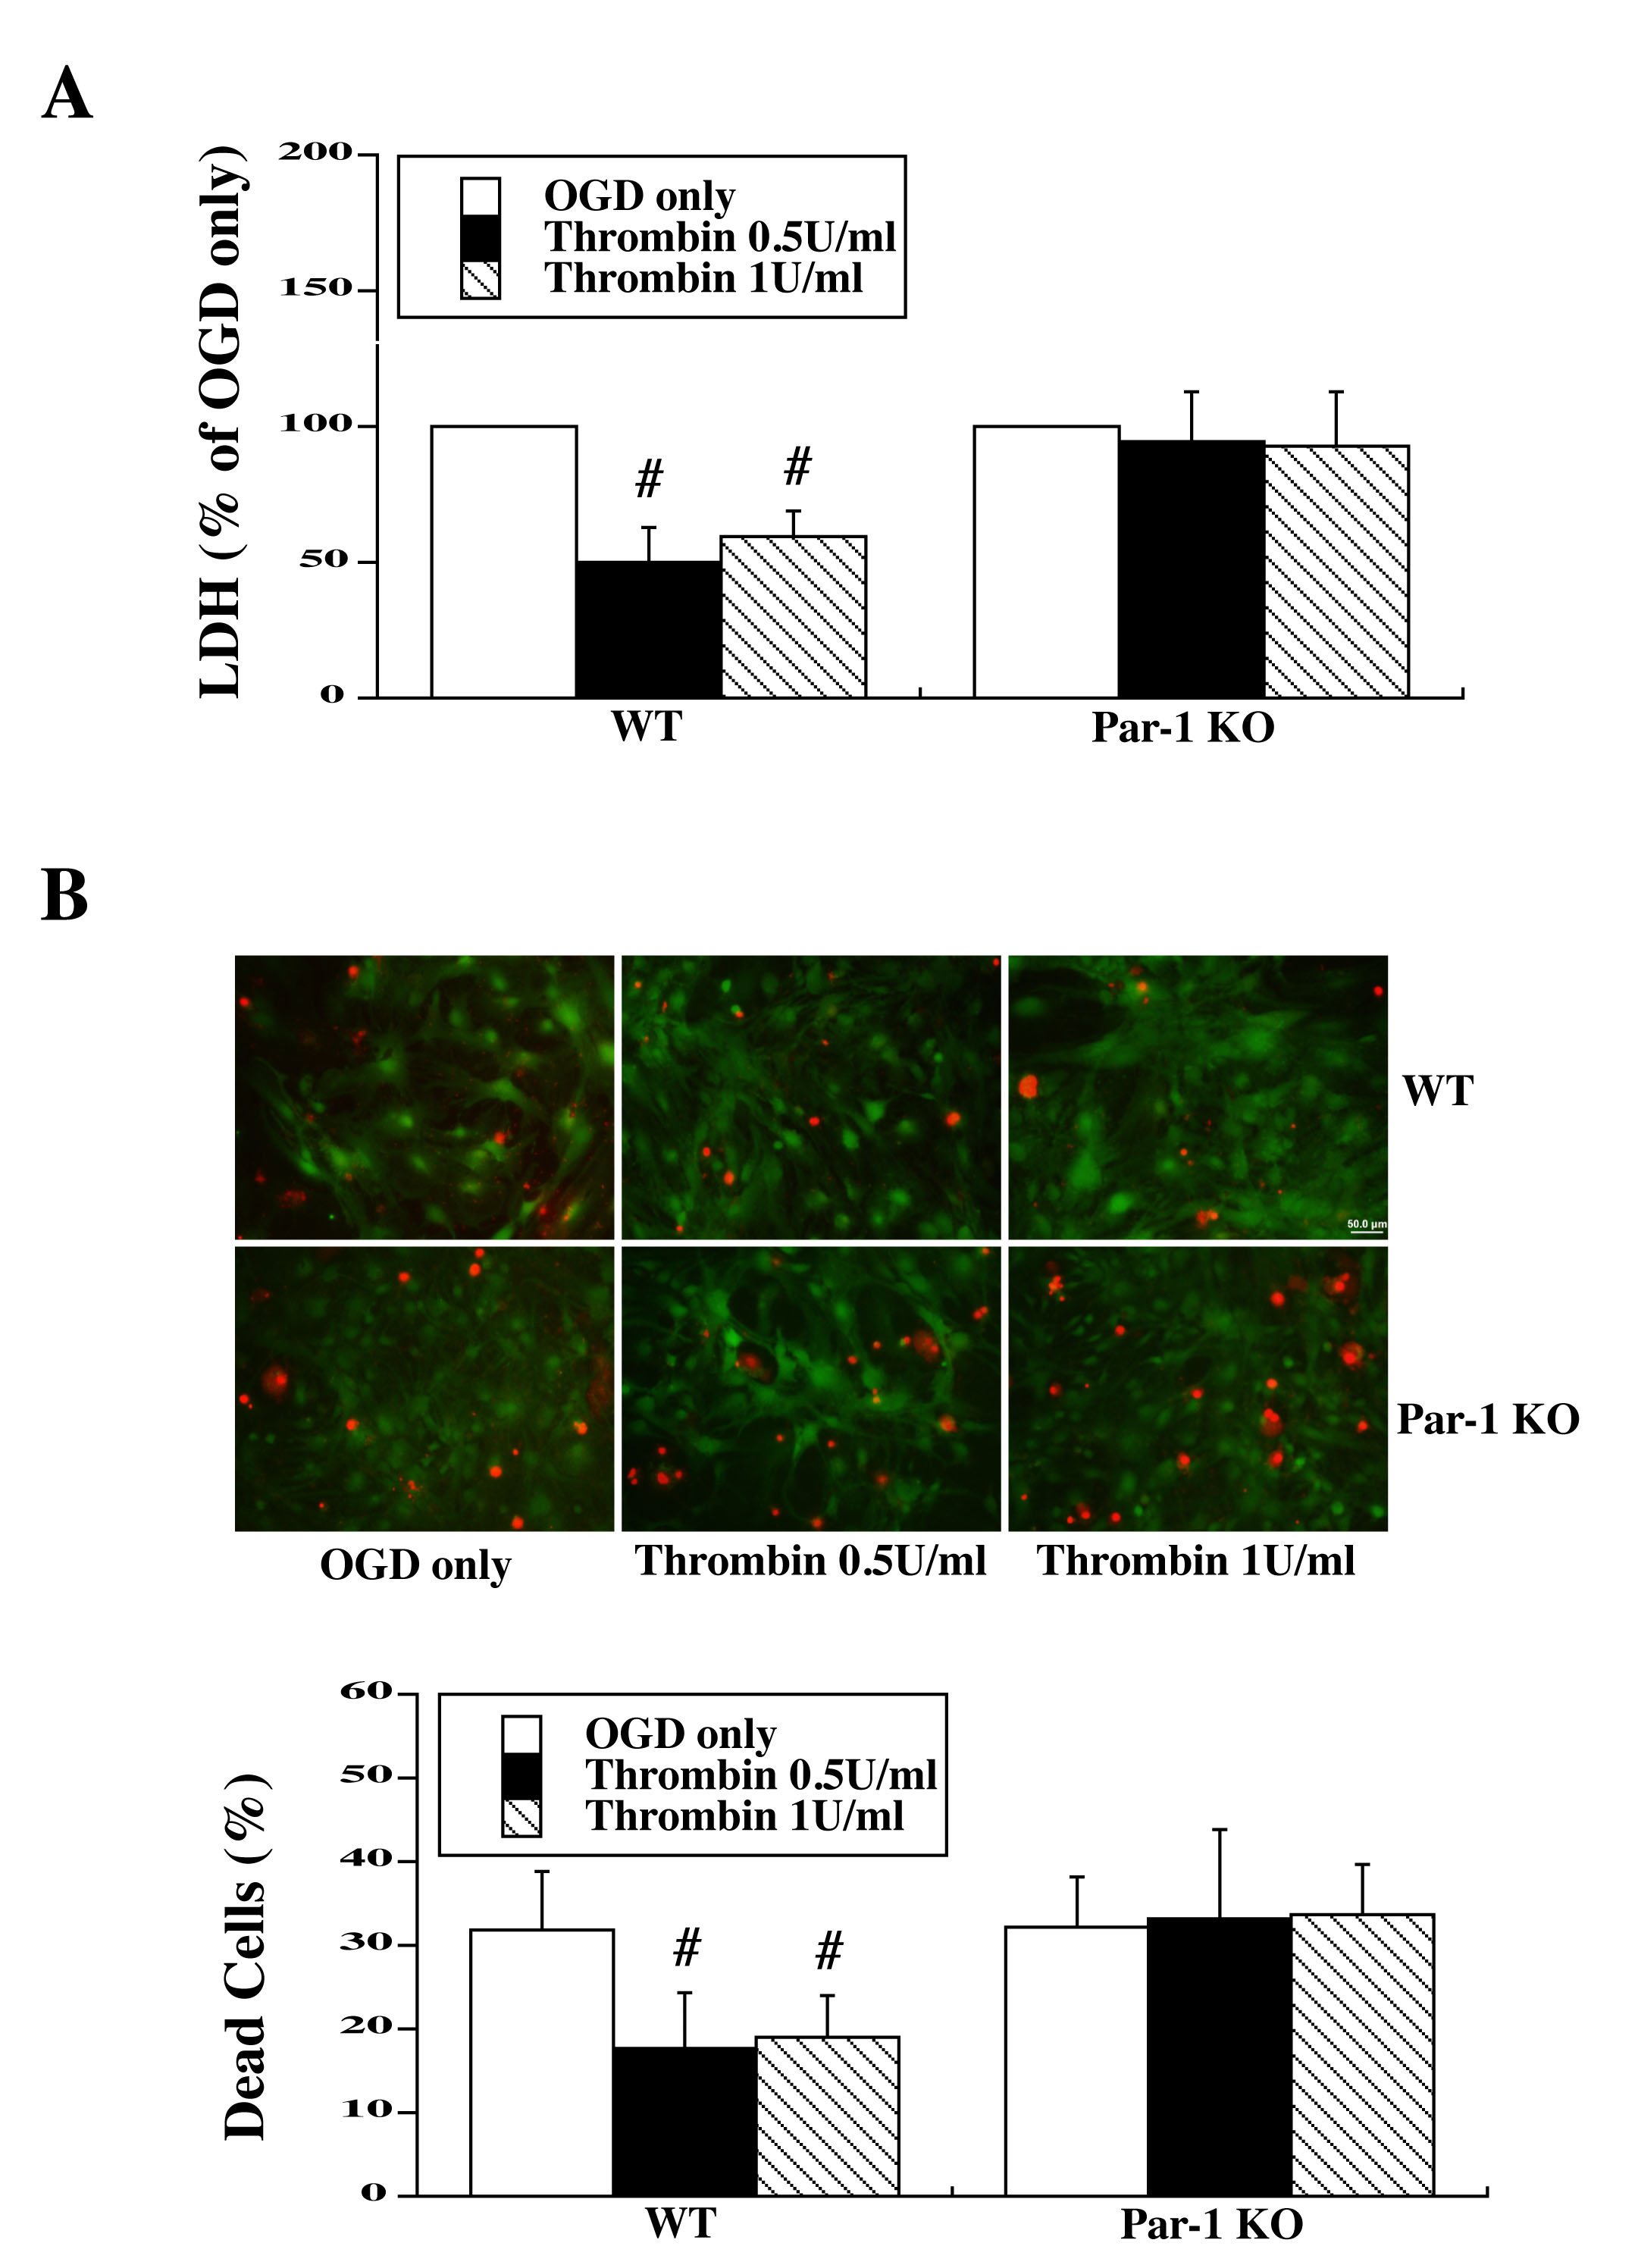 A
LDH (% of OGD only)
200
150
100
50
0
OGD only
Thrombin 0.5U/ml
Thrombin 1U/ml
#
#
WT
Par-1 KO
B
WT
50.0 µm
Par-1 KO
OGD only
Thrombin 0.5U/ml
Thrombin 1U/ml
Dead Cells (%)
60
50
40
30
20
10
0
OGD only
Thrombin 0.5U/ml
Thrombin 1U/ml
#
#
WT
Par-1 KO